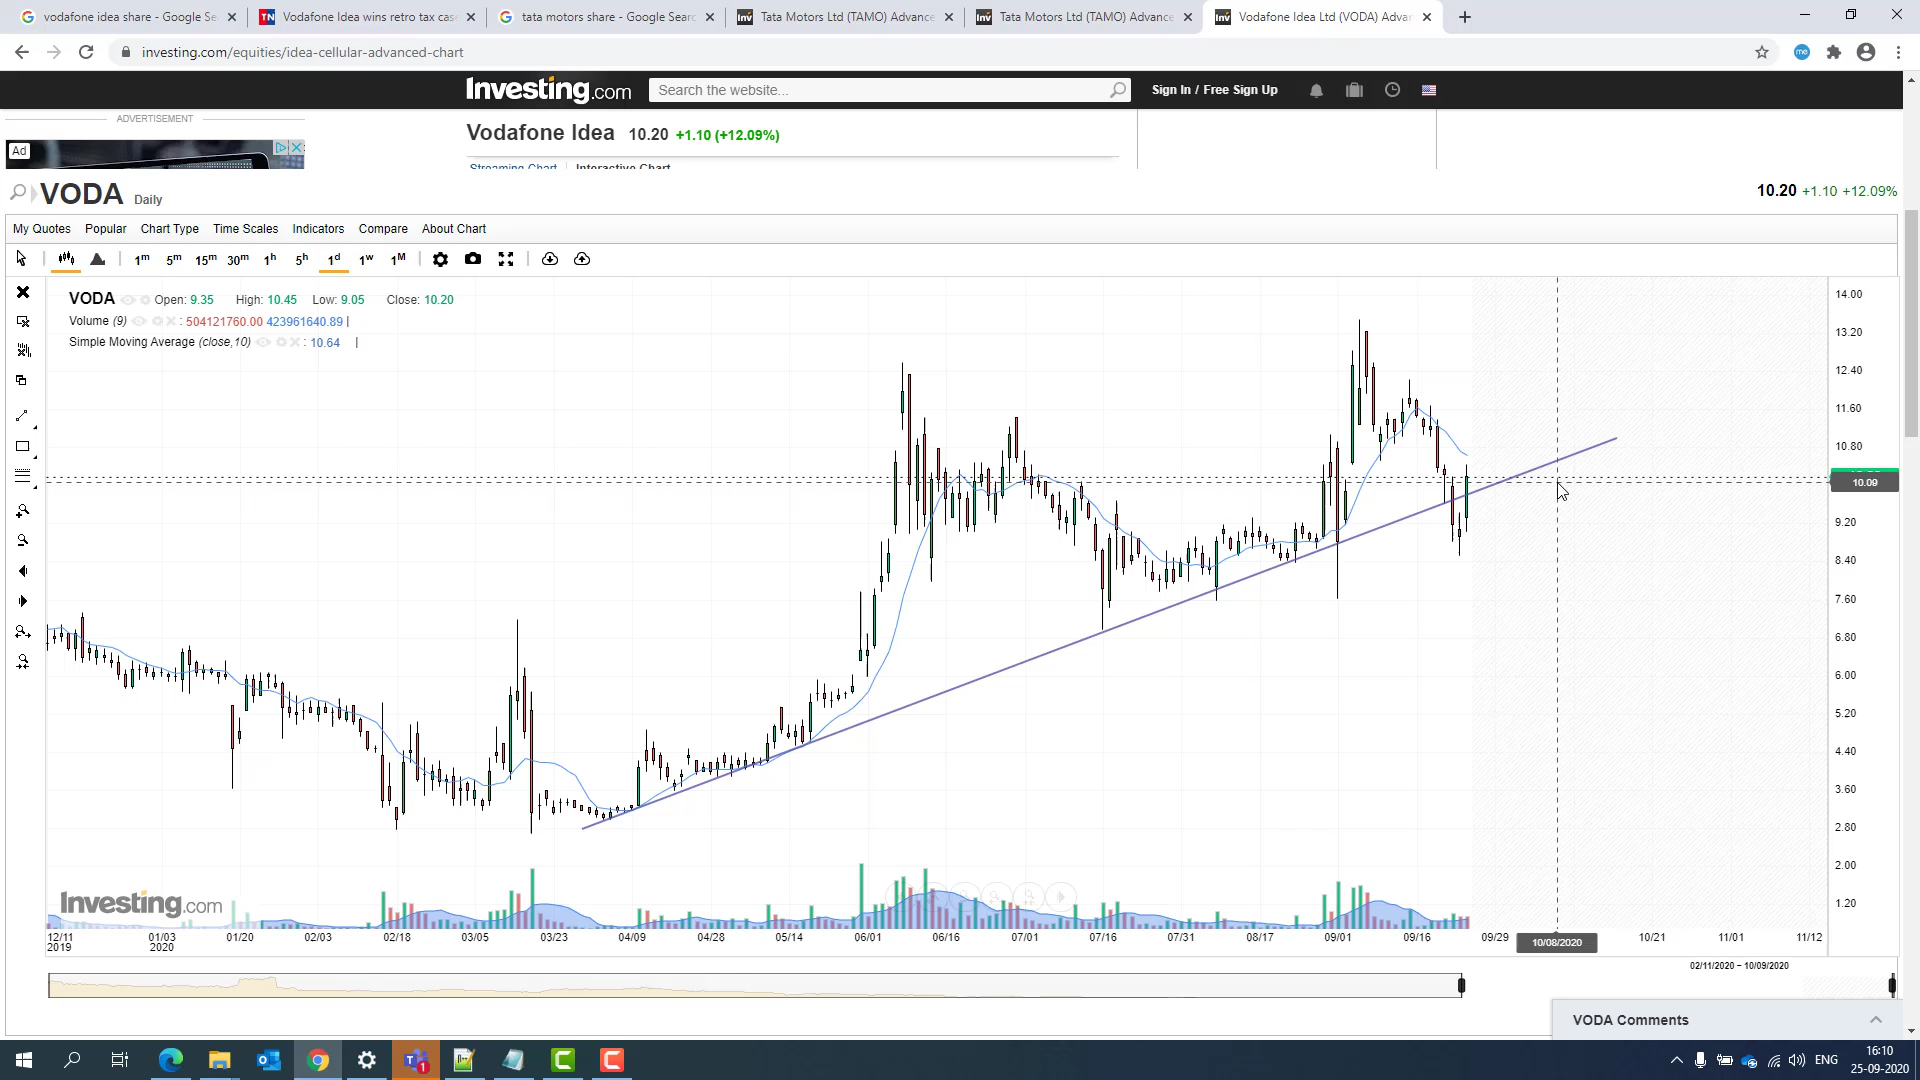 vodafone idea share - Google Se
Vodafone Idea wins retro tax cas
tata motors share - Google Searc
Tata Motors Ltd (TAMO) Advance
Tata Motors Ltd (TAMO) Advance
Vodafone Idea Ltd (VODA) Advan
investing.com/equities/idea-cellular-advanced-chart
Investing.com
Search the website...
Sign In / Free Sign Up
ADVERTISEMENT
Ad
Vodafone Idea 10.20 +1.10 (+12.09%)
Streaming Chart Interactive Chart
VODA Daily
10.20 +1.10 +12.09%
My Quotes Popular Chart Type Time Scales Indicators Compare About Chart
1m 5m 15m 30m 1h 5h 1d 1w 1M
VODA Open: 9.35 High: 10.45 Low: 9.05 Close: 10.20
Volume (9) : 504121760.00 423961640.89 |
Simple Moving Average (close,10) : 10.64 |
14.00
13.20
12.40
11.60
10.80
10.09
9.20
8.40
7.60
6.80
6.00
5.20
4.40
3.60
2.80
2.00
1.20
Investing.com
12/11 01/03 01/20 02/03 02/18 03/05 03/23 04/09 04/28 05/14 06/01 06/16 07/01 07/16 07/31 08/17 09/01 09/16 09/29 10/08/2020 10/21 11/01 11/12
2019 2020
02/11/2020 - 10/09/2020
VODA Comments
1
ENG
16:10
25-09-2020